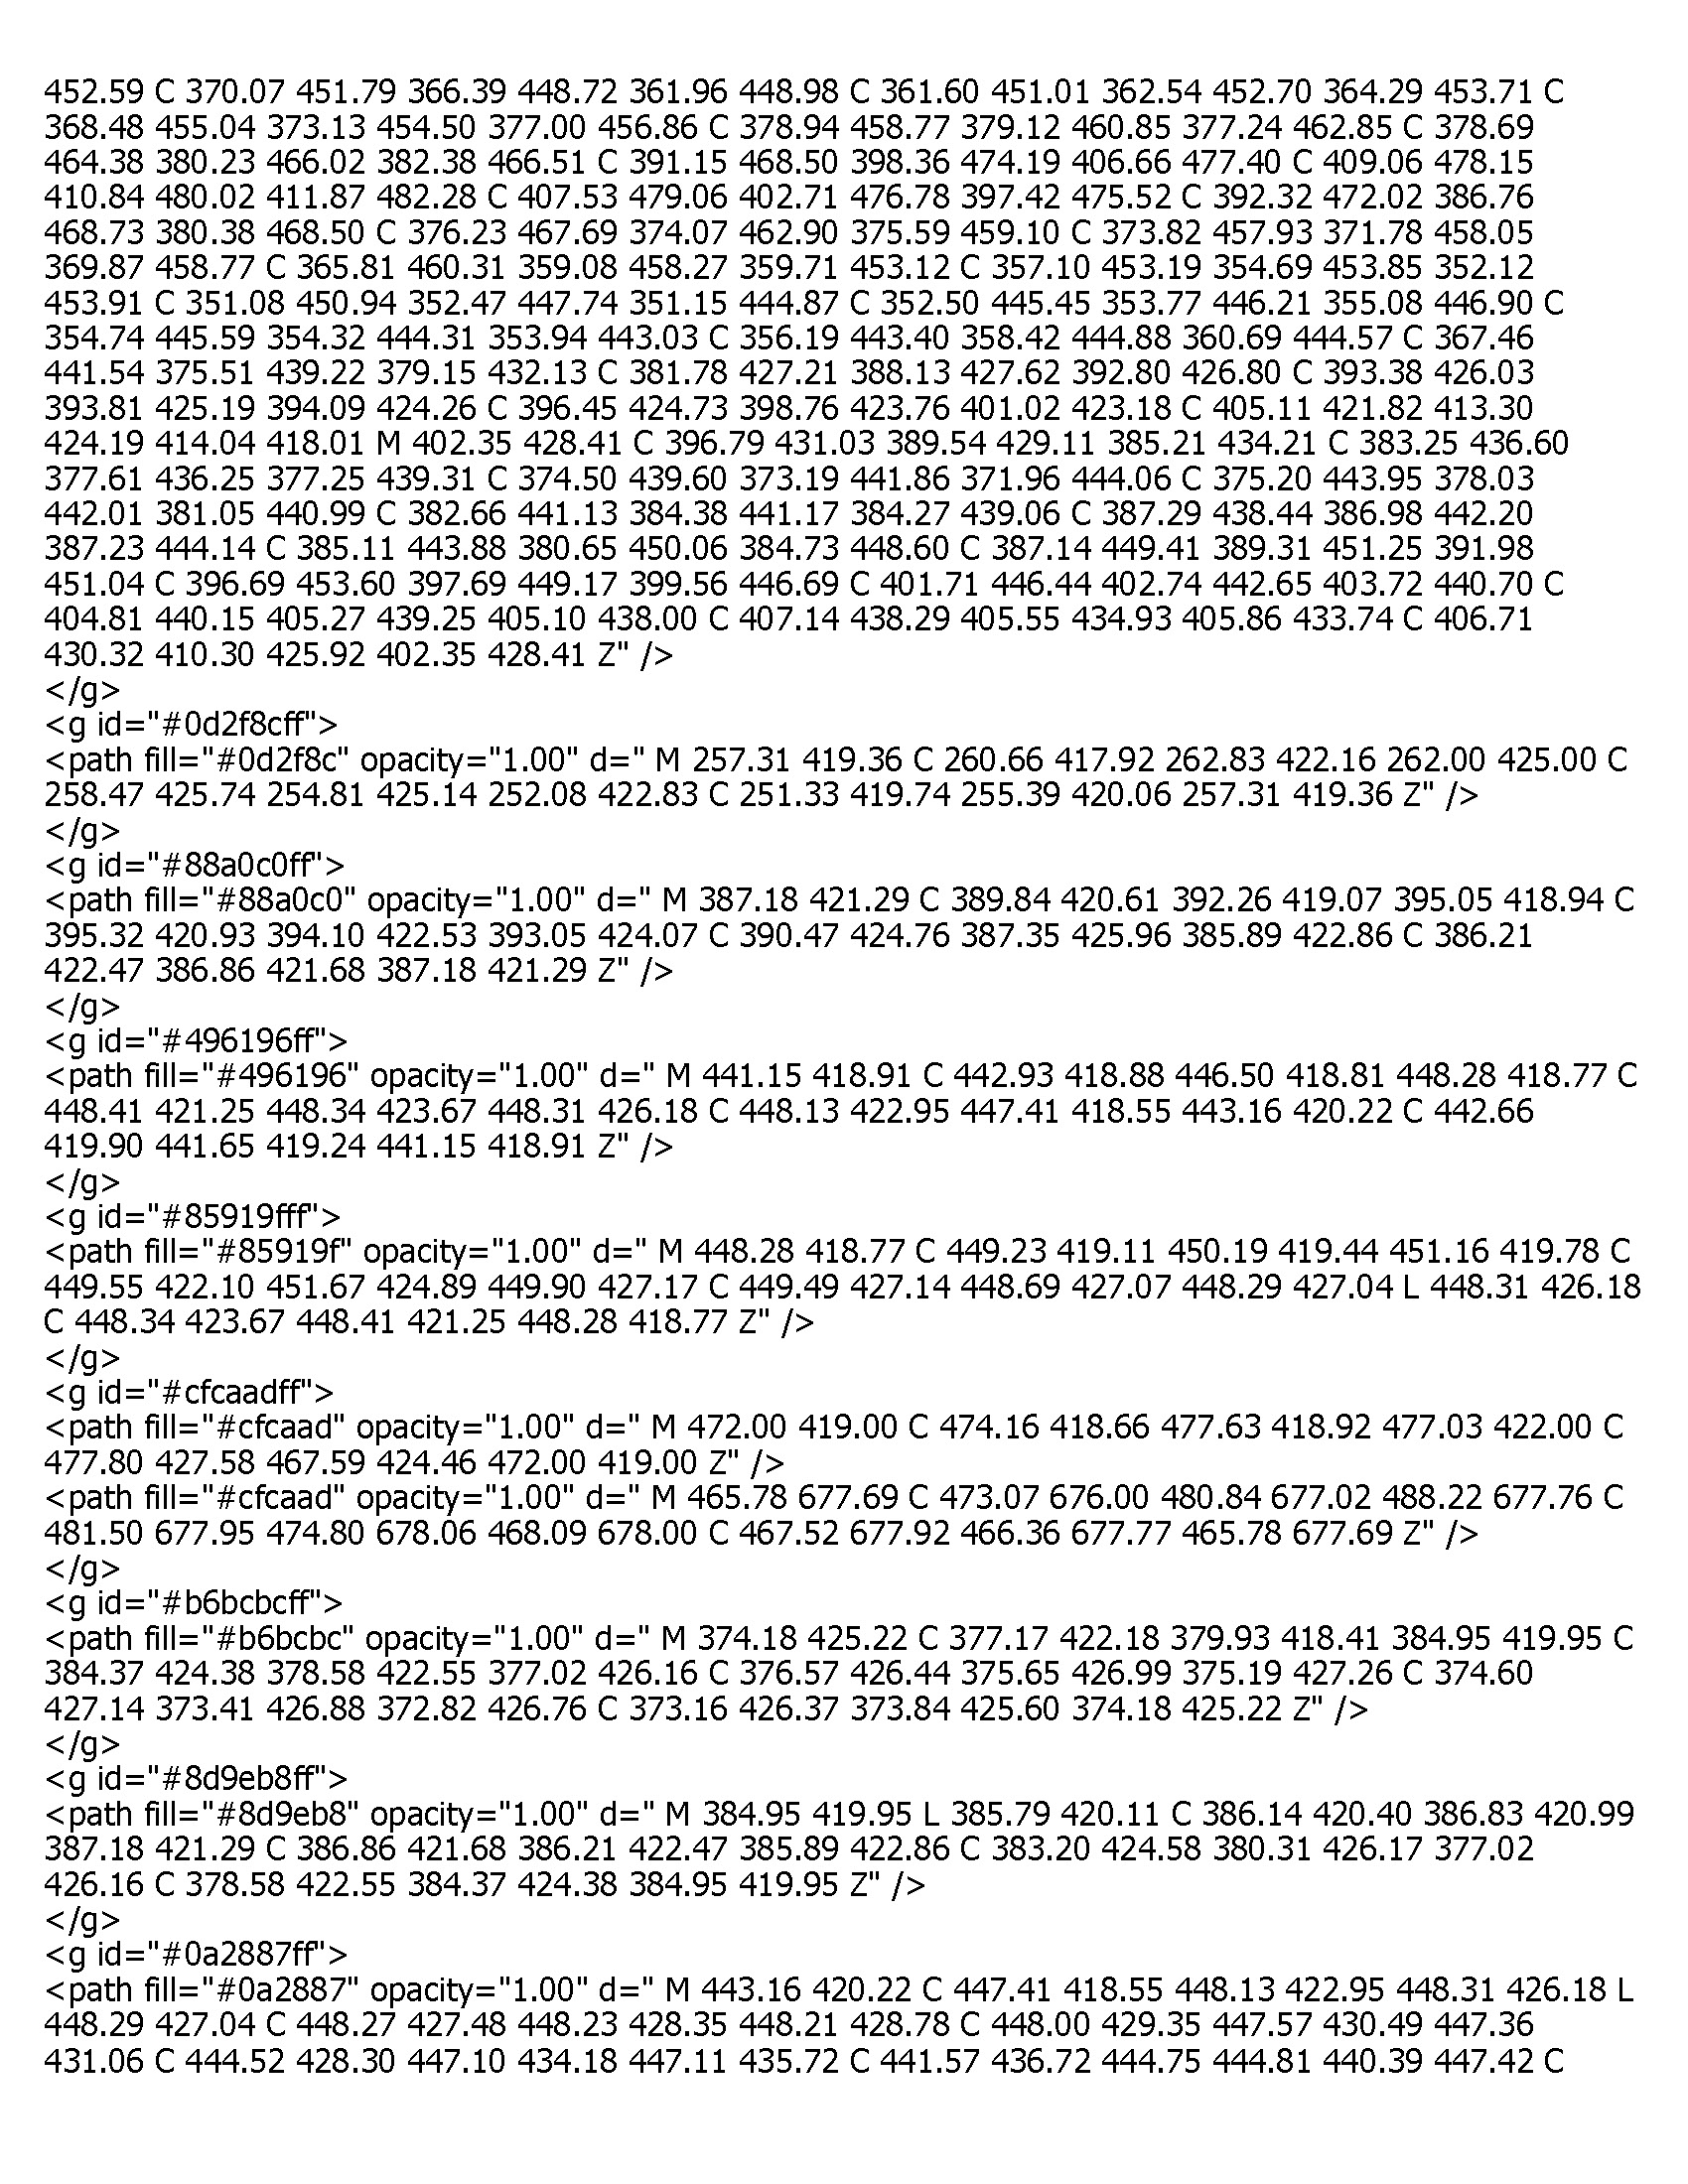 452.59 C 370.07 451.79 366.39 448.72 361.96 448.98 C 361.60 451.01 362.54 452.70 364.29 453.71 C
368.48 455.04 373.13 454.50 377.00 456.86 C 378.94 458.77 379.12 460.85 377.24 462.85 C 378.69
464.38 380.23 466.02 382.38 466.51 C 391.15 468.50 398.36 474.19 406.66 477.40 C 409.06 478.15
410.84 480.02 411.87 482.28 C 407.53 479.06 402.71 476.78 397.42 475.52 C 392.32 472.02 386.76
468.73 380.38 468.50 C 376.23 467.69 374.07 462.90 375.59 459.10 C 373.82 457.93 371.78 458.05
369.87 458.77 C 365.81 460.31 359.08 458.27 359.71 453.12 C 357.10 453.19 354.69 453.85 352.12
453.91 C 351.08 450.94 352.47 447.74 351.15 444.87 C 352.50 445.45 353.77 446.21 355.08 446.90 C
354.74 445.59 354.32 444.31 353.94 443.03 C 356.19 443.40 358.42 444.88 360.69 444.57 C 367.46
441.54 375.51 439.22 379.15 432.13 C 381.78 427.21 388.13 427.62 392.80 426.80 C 393.38 426.03
393.81 425.19 394.09 424.26 C 396.45 424.73 398.76 423.76 401.02 423.18 C 405.11 421.82 413.30
424.19 414.04 418.01 M 402.35 428.41 C 396.79 431.03 389.54 429.11 385.21 434.21 C 383.25 436.60
377.61 436.25 377.25 439.31 C 374.50 439.60 373.19 441.86 371.96 444.06 C 375.20 443.95 378.03
442.01 381.05 440.99 C 382.66 441.13 384.38 441.17 384.27 439.06 C 387.29 438.44 386.98 442.20
387.23 444.14 C 385.11 443.88 380.65 450.06 384.73 448.60 C 387.14 449.41 389.31 451.25 391.98
451.04 C 396.69 453.60 397.69 449.17 399.56 446.69 C 401.71 446.44 402.74 442.65 403.72 440.70 C
404.81 440.15 405.27 439.25 405.10 438.00 C 407.14 438.29 405.55 434.93 405.86 433.74 C 406.71
430.32 410.30 425.92 402.35 428.41 Z" />
</g>
<g id="#0d2f8cff">
<path fill="#0d2f8c" opacity="1.00" d=" M 257.31 419.36 C 260.66 417.92 262.83 422.16 262.00 425.00 C
258.47 425.74 254.81 425.14 252.08 422.83 C 251.33 419.74 255.39 420.06 257.31 419.36 Z" />
</g>
<g id="#88a0c0ff">
<path fill="#88a0c0" opacity="1.00" d=" M 387.18 421.29 C 389.84 420.61 392.26 419.07 395.05 418.94 C
395.32 420.93 394.10 422.53 393.05 424.07 C 390.47 424.76 387.35 425.96 385.89 422.86 C 386.21
422.47 386.86 421.68 387.18 421.29 Z" />
</g>
<g id="#496196ff">
<path fill="#496196" opacity="1.00" d=" M 441.15 418.91 C 442.93 418.88 446.50 418.81 448.28 418.77 C
448.41 421.25 448.34 423.67 448.31 426.18 C 448.13 422.95 447.41 418.55 443.16 420.22 C 442.66
419.90 441.65 419.24 441.15 418.91 Z" />
</g>
<g id="#85919fff">
<path fill="#85919f" opacity="1.00" d=" M 448.28 418.77 C 449.23 419.11 450.19 419.44 451.16 419.78 C
449.55 422.10 451.67 424.89 449.90 427.17 C 449.49 427.14 448.69 427.07 448.29 427.04 L 448.31 426.18
C 448.34 423.67 448.41 421.25 448.28 418.77 Z" />
</g>
<g id="#cfcaadff">
<path fill="#cfcaad" opacity="1.00" d=" M 472.00 419.00 C 474.16 418.66 477.63 418.92 477.03 422.00 C
477.80 427.58 467.59 424.46 472.00 419.00 Z" />
<path fill="#cfcaad" opacity="1.00" d=" M 465.78 677.69 C 473.07 676.00 480.84 677.02 488.22 677.76 C
481.50 677.95 474.80 678.06 468.09 678.00 C 467.52 677.92 466.36 677.77 465.78 677.69 Z" />
</g>
<g id="#b6bcbcff">
<path fill="#b6bcbc" opacity="1.00" d=" M 374.18 425.22 C 377.17 422.18 379.93 418.41 384.95 419.95 C
384.37 424.38 378.58 422.55 377.02 426.16 C 376.57 426.44 375.65 426.99 375.19 427.26 C 374.60
427.14 373.41 426.88 372.82 426.76 C 373.16 426.37 373.84 425.60 374.18 425.22 Z" />
</g>
<g id="#8d9eb8ff">
<path fill="#8d9eb8" opacity="1.00" d=" M 384.95 419.95 L 385.79 420.11 C 386.14 420.40 386.83 420.99
387.18 421.29 C 386.86 421.68 386.21 422.47 385.89 422.86 C 383.20 424.58 380.31 426.17 377.02
426.16 C 378.58 422.55 384.37 424.38 384.95 419.95 Z" />
</g>
<g id="#0a2887ff">
<path fill="#0a2887" opacity="1.00" d=" M 443.16 420.22 C 447.41 418.55 448.13 422.95 448.31 426.18 L
448.29 427.04 C 448.27 427.48 448.23 428.35 448.21 428.78 C 448.00 429.35 447.57 430.49 447.36
431.06 C 444.52 428.30 447.10 434.18 447.11 435.72 C 441.57 436.72 444.75 444.81 440.39 447.42 C